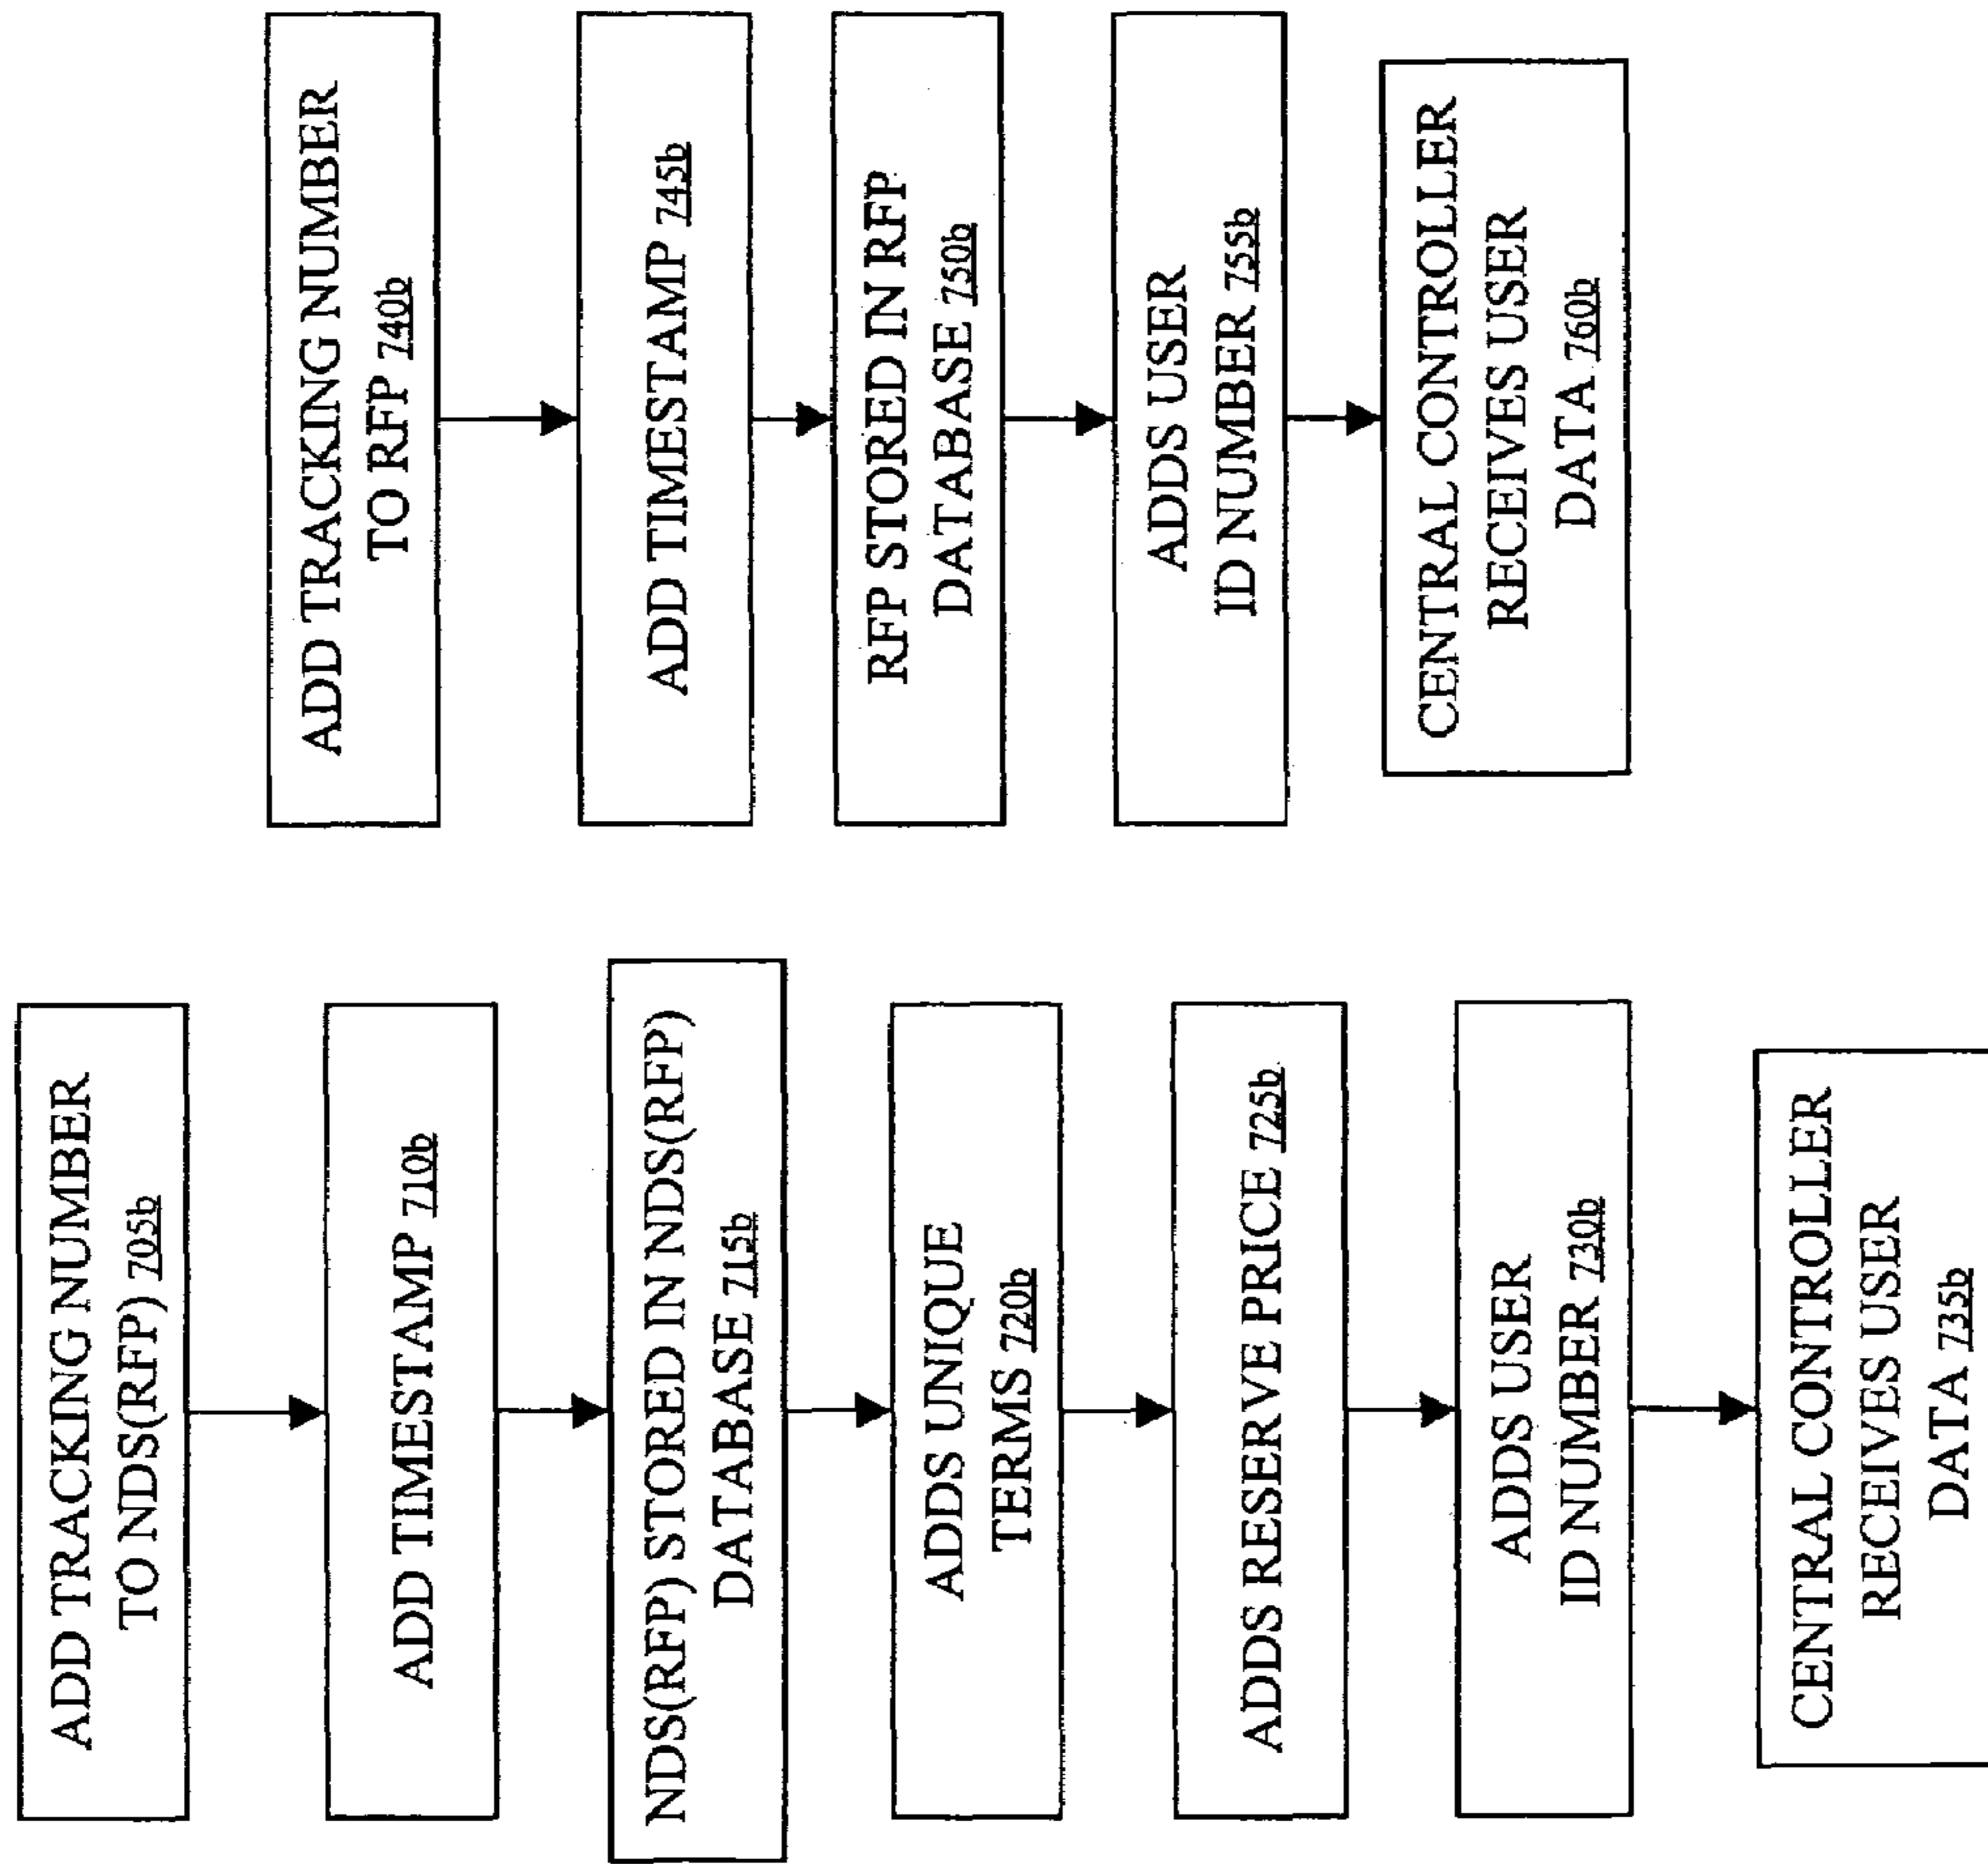 ADD TRACKING NUMBER
TO NDS(RFP) 705b
ADD TIMESTAMP 710b
NDS(RFP) STORED IN NDS(RFP)
DATABASE 715b
ADDS UNIQUE
TERMS 720b
ADDS RESERVE PRICE 725b
ADDS USER
ID NUMBER 730b
CENTRAL CONTROLLER
RECEIVES USER
DATA 735b
ADD TRACKING NUMBER
TO RFP 740b
ADD TIMESTAMP 745b
RFP STORED IN RFP
DATABASE 750b
ADDS USER
ID NUMBER 755b
CENTRAL CONTROLLER
RECEIVES USER
DATA 760b